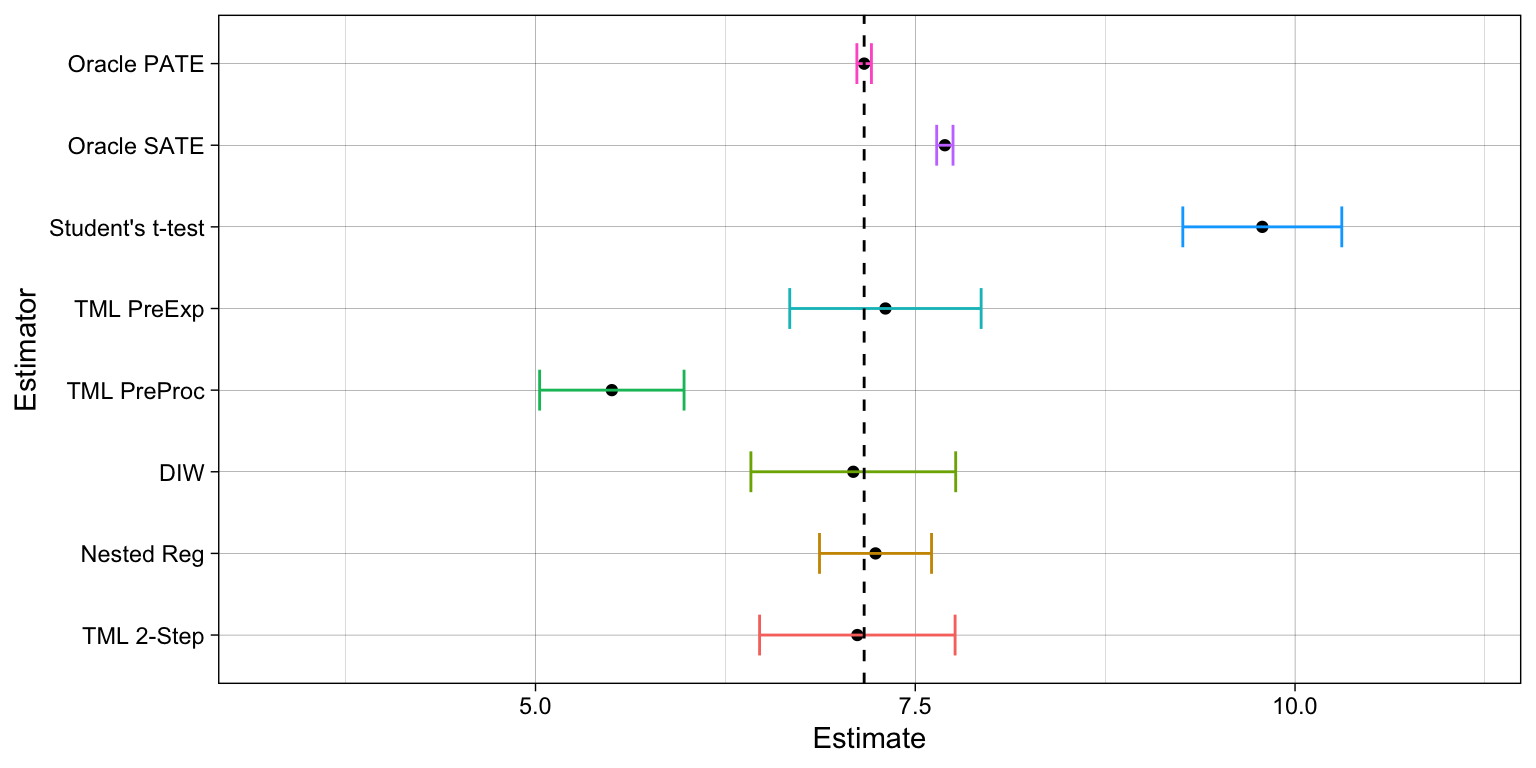 Oracle PATE
Oracle SATE
Student's t-test
TML PreExp
TML PreProc
DIW
Nested Reg
TML 2-Step
Estimator
5.0 7.5 10.0
Estimate